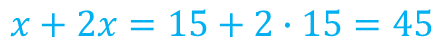 x + 2x = 15 + 2 · 15 = 45